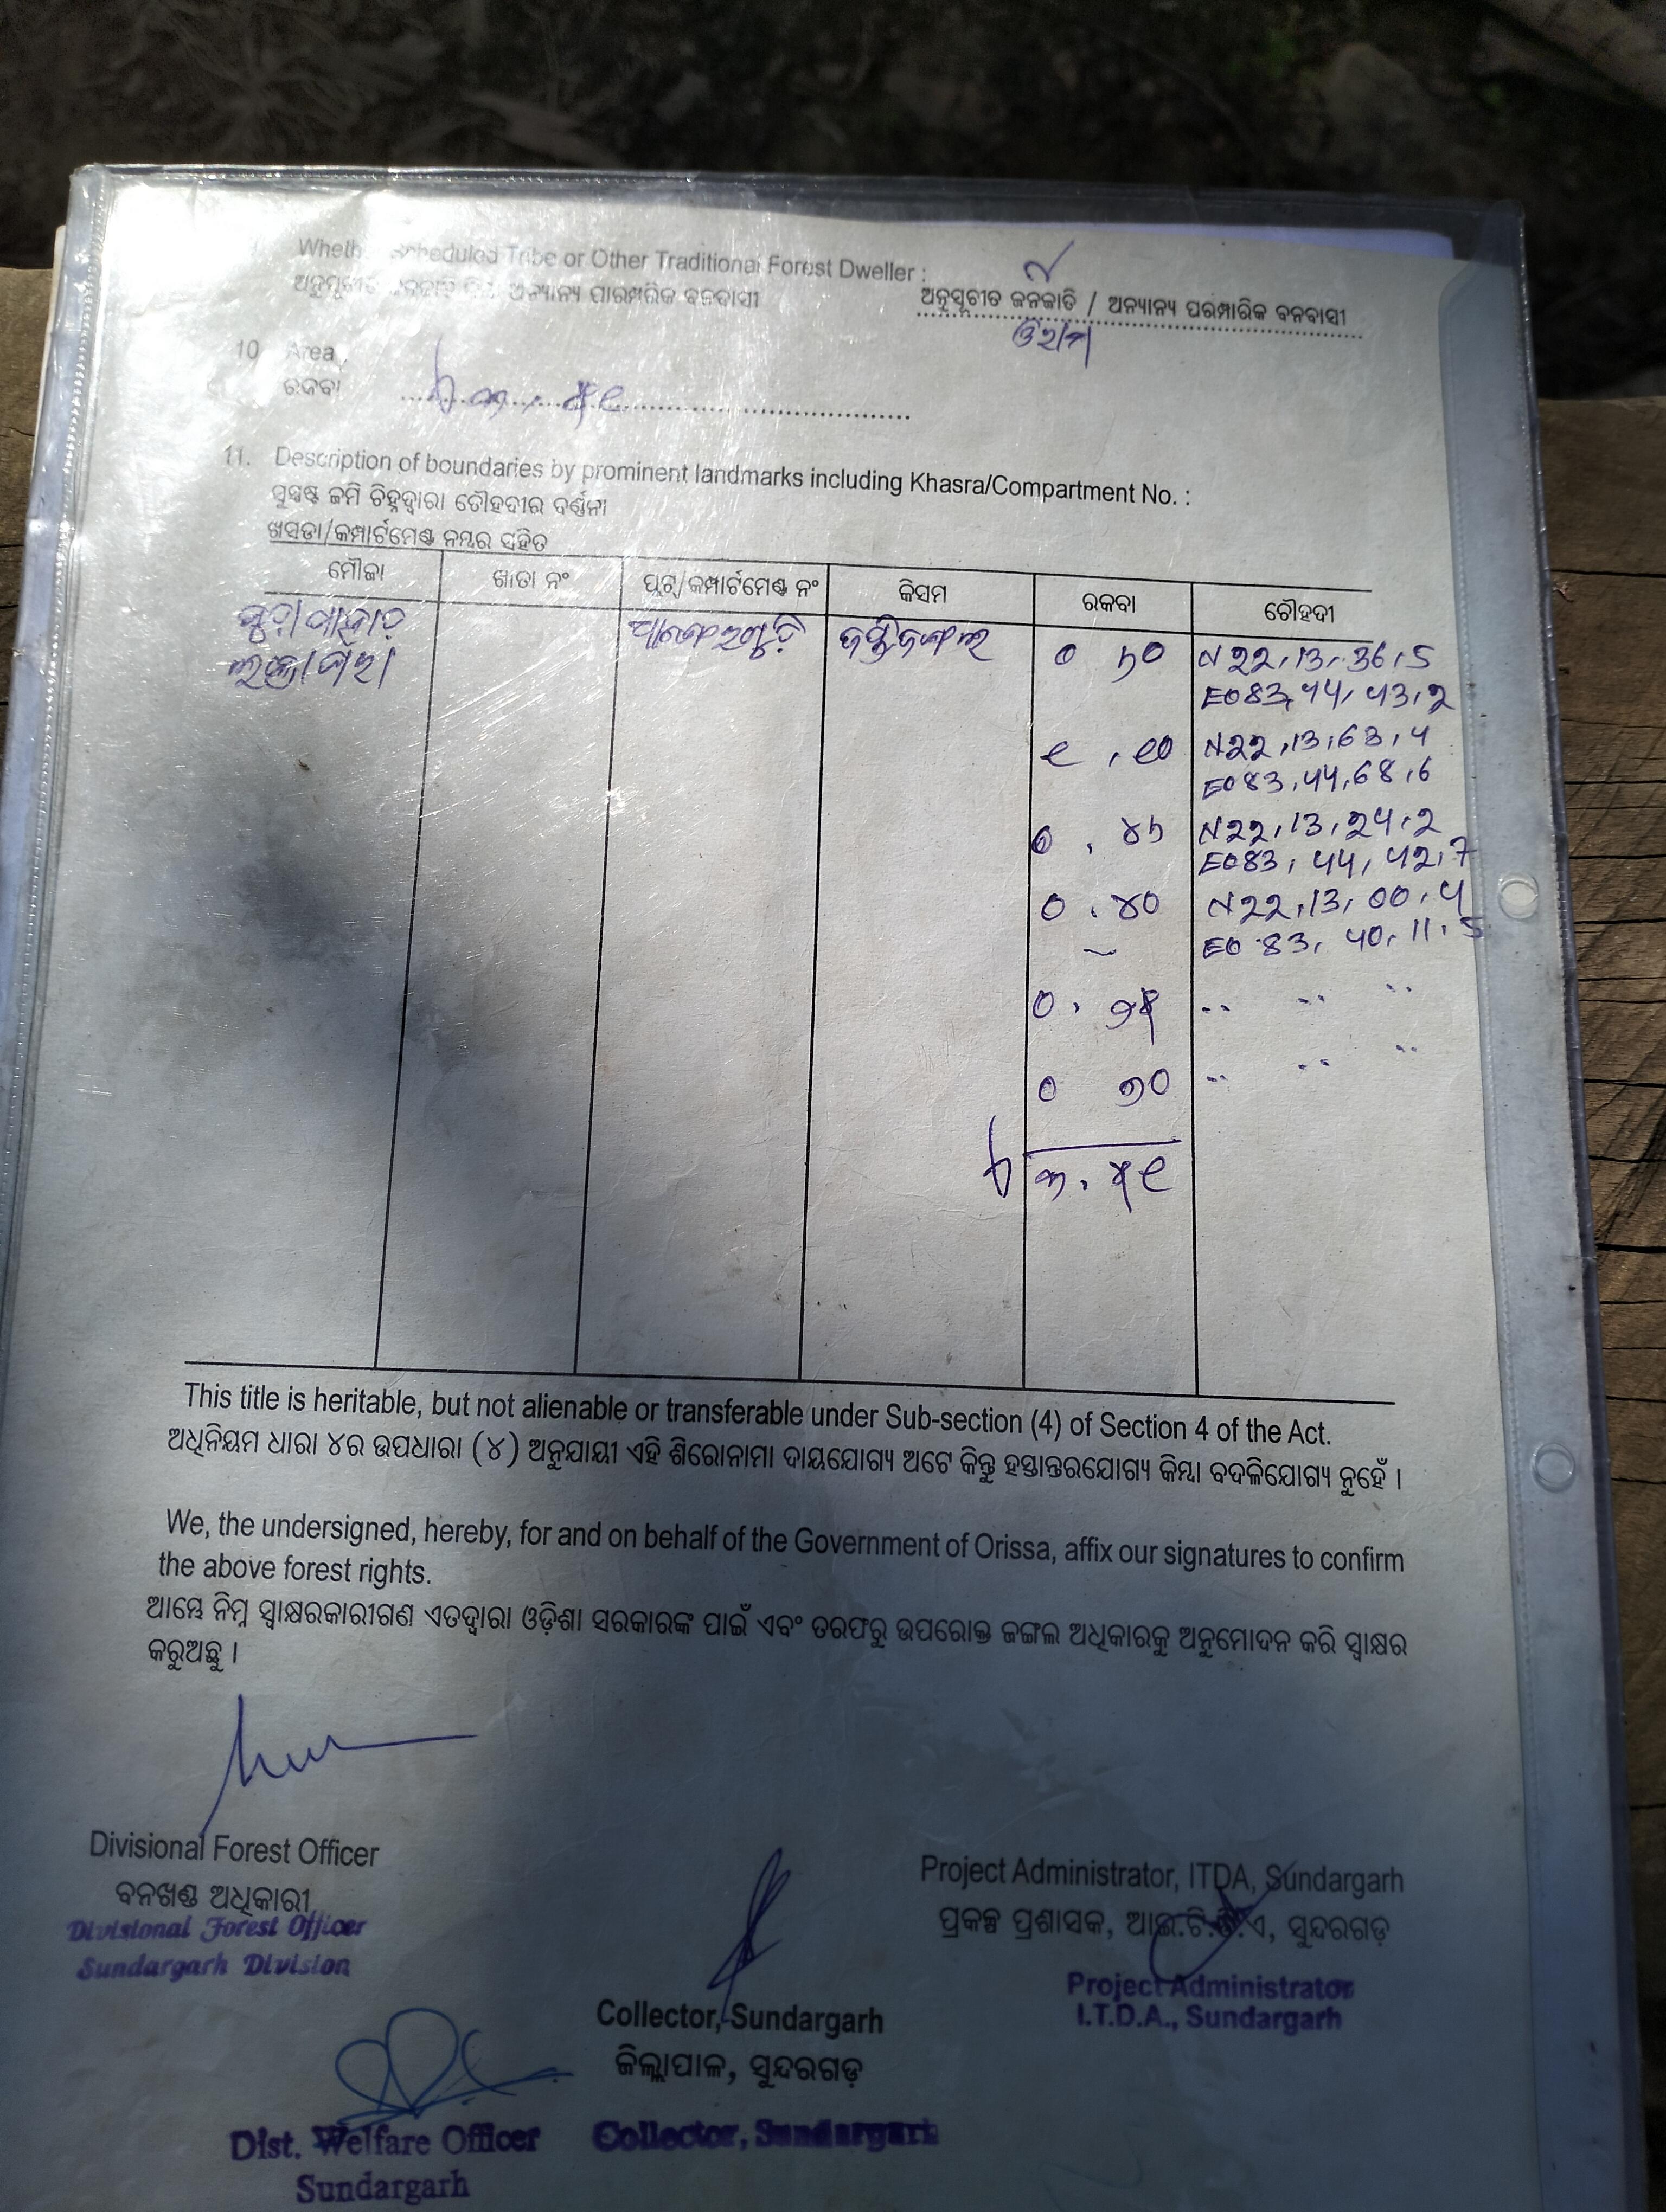 Scheduled Tribe or Other Traditional Forest Dweller :
ଅନ୍ୟାନ୍ୟ ପାରମ୍ପରିକ ବନବାସୀ
ଅନୁସୂଚୀତ ଜନଜାତି / ଅନ୍ୟାନ୍ୟ ପରମ୍ପାରିକ ବନବାସୀ
10 Area
ରକବା
11. Description of boundaries by prominent landmarks including Khasra/Compartment No. :
ସୁସ୍ପଷ୍ଟ ଜମି ଚିହ୍ନଦ୍ୱାରା ଚୌହଦୀର ବର୍ଣ୍ଣନା
ଖସଡା/କମ୍ପାର୍ଟମେଣ୍ଟ ନମ୍ବର ସହିତ
ମୌଜା ଖାତା ନଂ ପ୍ଲଟ୍/କମ୍ପାର୍ଟମେଣ୍ଟ ନଂ କିସମ ରକବା ଚୌହଦୀ
N22,13,36,5
E083,44,43,2
୧.୧୦ N22,13,63,4
E083,44,68,6
୦.୪୫ N22,13,24,2
E083,44,42,7
୦.୪୦ N22,13,00,4
E083,40,11.5
This title is heritable, but not alienable or transferable under Sub-section (4) of Section 4 of the Act.
ଅଧିନିୟମ ଧାରା ୪ର ଉପଧାରା (୪) ଅନୁଯାୟୀ ଏହି ଶିରୋନାମା ଦାୟଯୋଗ୍ୟ ଅଟେ କିନ୍ତୁ ହସ୍ତାନ୍ତରଯୋଗ୍ୟ କିମ୍ବା ବଦଳିଯୋଗ୍ୟ ନୁହେଁ ।
We, the undersigned, hereby, for and on behalf of the Government of Orissa, affix our signatures to confirm
the above forest rights.
ଆମ୍ଭେ ନିମ୍ନ ସ୍ୱାକ୍ଷରକାରୀଗଣ ଏତଦ୍ଦ୍ୱାରା ଓଡ଼ିଶା ସରକାରଙ୍କ ପାଇଁ ଏବଂ ତରଫରୁ ଉପରୋକ୍ତ ଜଙ୍ଗଲ ଅଧିକାରକୁ ଅନୁମୋଦନ କରି ସ୍ୱାକ୍ଷର
କରୁଅଛୁ ।
Divisional Forest Officer
ବନଖଣ୍ଡ ଅଧିକାରୀ
Divisional Forest Officer
Sundargarh Division
Project Administrator, ITDA, Sundargarh
ପ୍ରକଳ୍ପ ପ୍ରଶାସକ, ଆଇ.ଟି.ଡି.ଏ, ସୁନ୍ଦରଗଡ଼
Project Administrator
I.T.D.A., Sundargarh
Collector, Sundargarh
ଜିଲ୍ଲାପାଳ, ସୁନ୍ଦରଗଡ଼
Collector, Sundargarh
Dist. Welfare Officer
Sundargarh